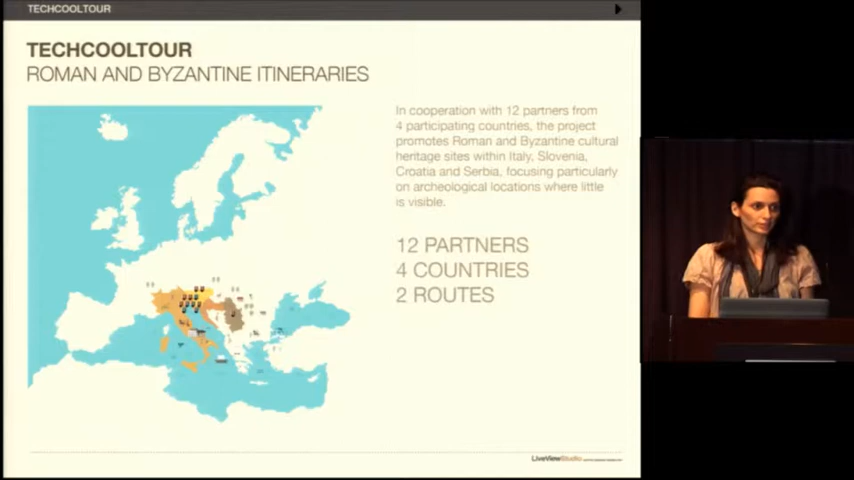 TECHCOOLTOUR
TECHCOOLTOUR
ROMAN AND BYZANTINE ITINERARIES
In cooperation with 12 partners from
4 participating countries, the project
promotes Roman and Byzantine cultural
heritage sites within Italy, Slovenia,
Croatia and Serbia, focusing particularly
on archeological locations where little
is visible.
12 PARTNERS
4 COUNTRIES
2 ROUTES
LiveViewStudio